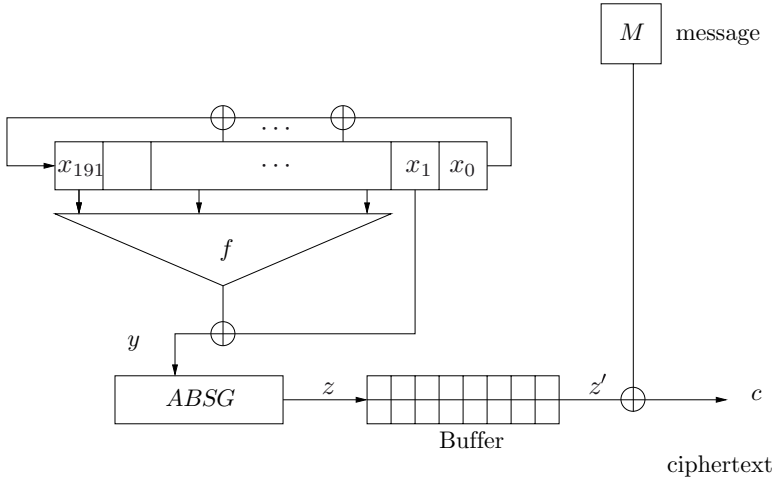 M message
⋯
x₁₉₁ ⋯ x₁ x₀
f
y
ABSG z z′ c
Buffer
ciphertext